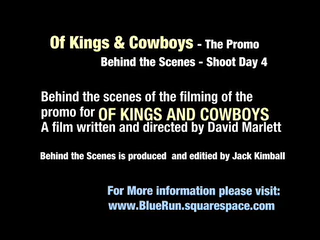 Of Kings & Cowboys - The Promo
Behind the Scenes - Shoot Day 4
Behind the scenes of the filming of the
promo for OF KINGS AND COWBOYS
A film written and directed by David Marlett
Behind the Scenes is produced and editied by Jack Kimball
For More information please visit:
www.BlueRun.squarespace.com